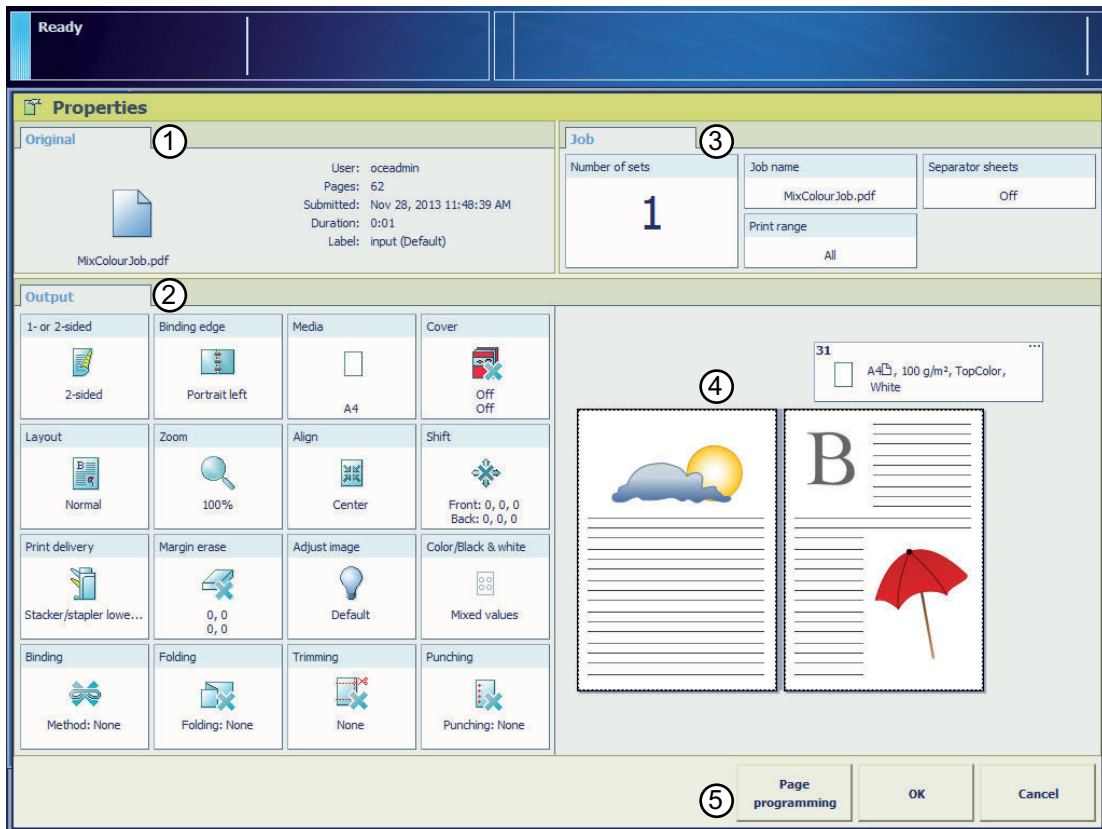 Ready
Properties
Original
1
User: oceadmin
Pages: 62
Submitted: Nov 28, 2013 11:48:39 AM
Duration: 0:01
Label: input (Default)
MixColourJob.pdf
Job
3
Number of sets
1
Job name
MixColourJob.pdf
Separator sheets
Off
Print range
All
Output
2
1- or 2-sided
2-sided
Binding edge
Portrait left
Media
A4
Cover
Off
Off
Layout
B
Normal
Zoom
100%
Align
Center
Shift
Front: 0, 0, 0
Back: 0, 0, 0
Print delivery
Stacker/stapler lowe...
Margin erase
0, 0
0, 0
Adjust image
Default
Color/Black & white
Mixed values
Binding
Method: None
Folding
Folding: None
Trimming
None
Punching
Punching: None
31
...
A4, 100 g/m², TopColor,
White
4
B
5
Page
programming
OK
Cancel